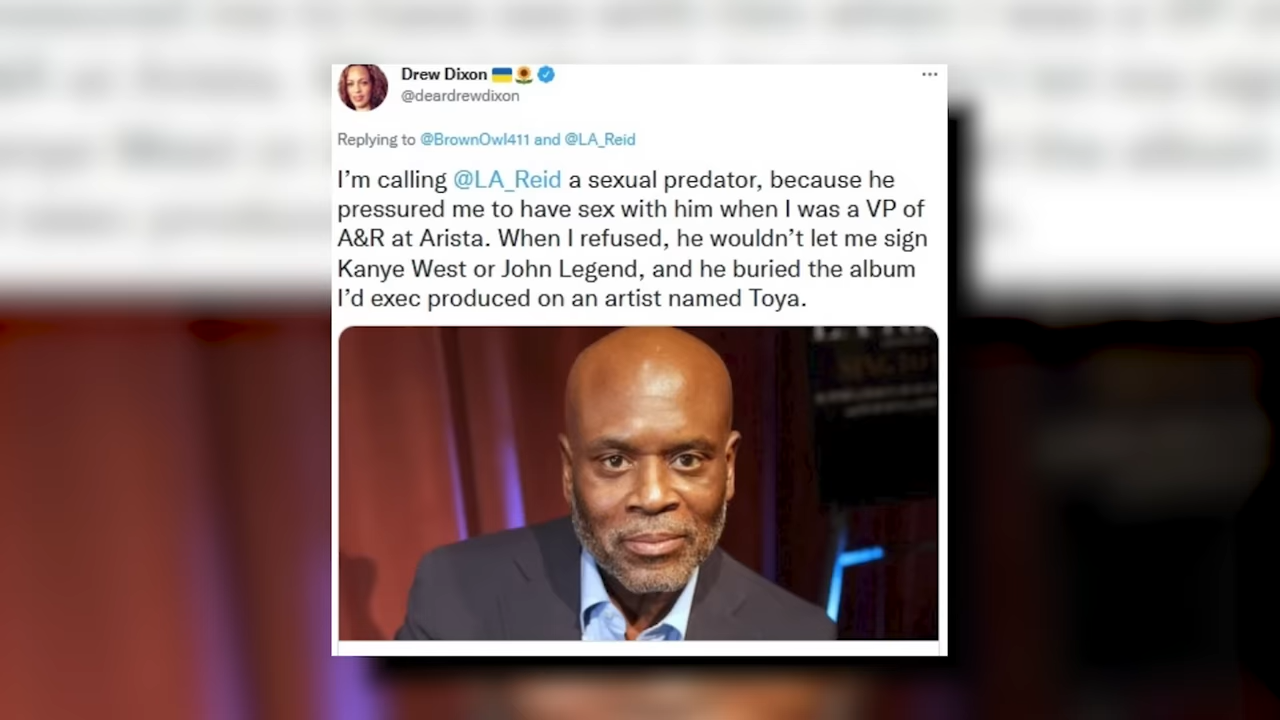 Drew Dixon 🇺🇦🌻
@deardrewdixon
Replying to @BrownOwl411 and @LA_Reid
I’m calling @LA_Reid a sexual predator, because he
pressured me to have sex with him when I was a VP of
A&R at Arista. When I refused, he wouldn’t let me sign
Kanye West or John Legend, and he buried the album
I’d exec produced on an artist named Toya.